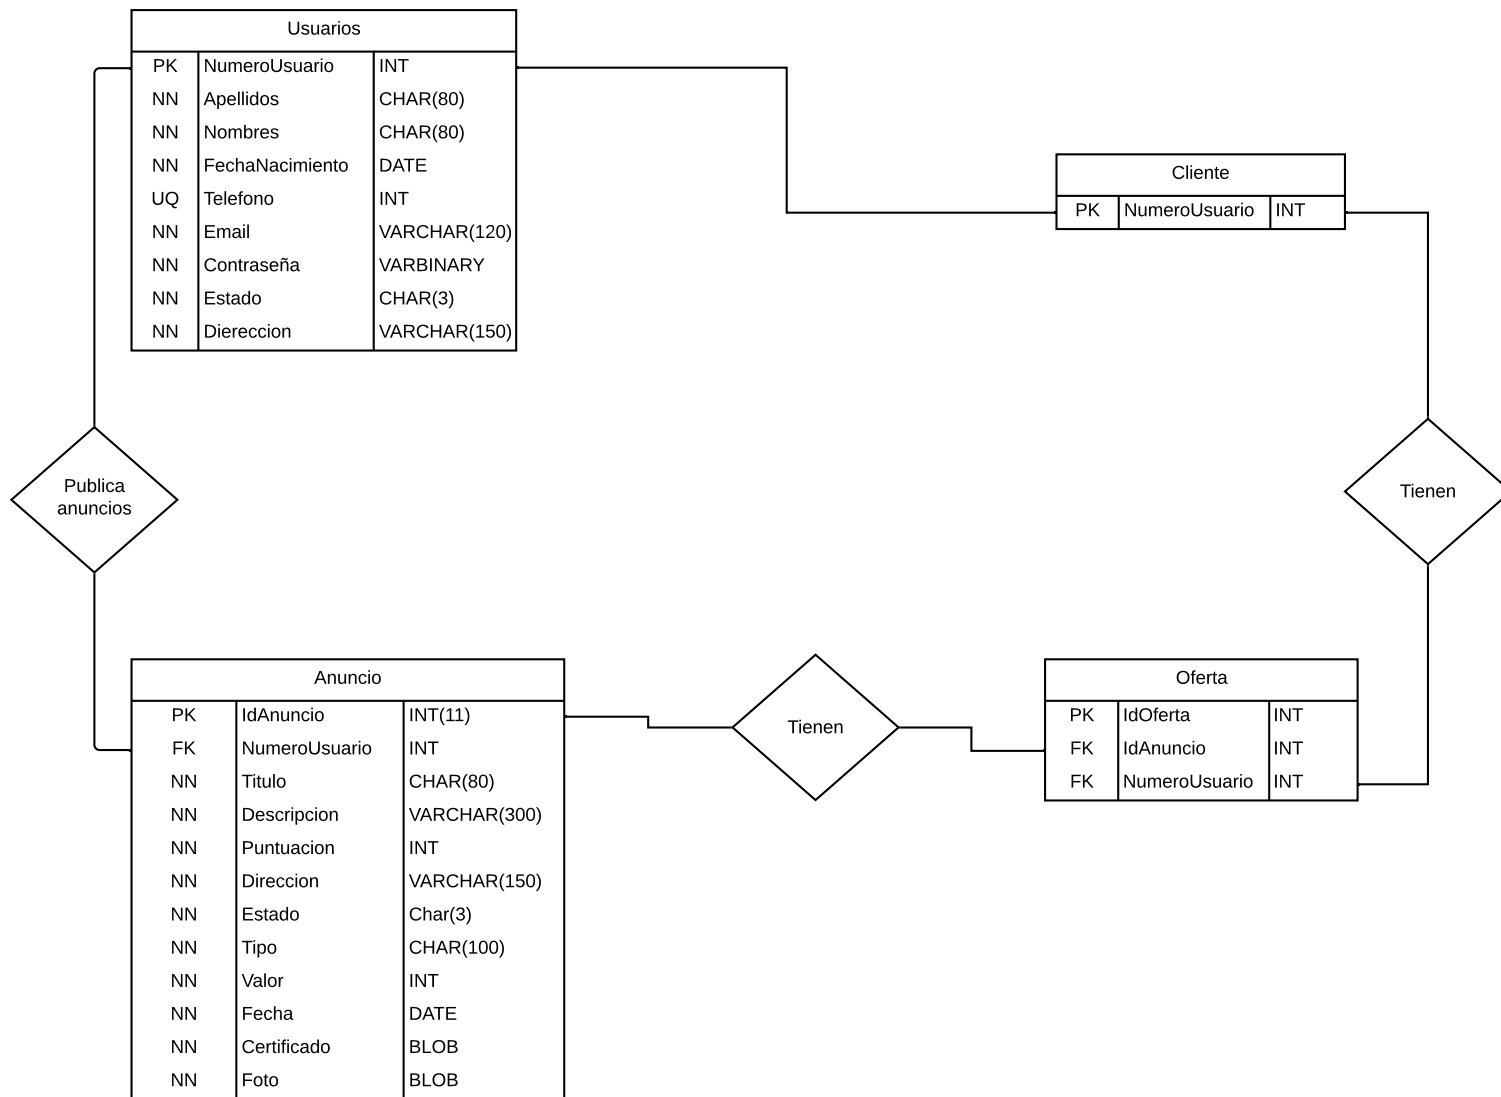 Usuarios
PK NumeroUsuario INT
NN Apellidos CHAR(80)
NN Nombres CHAR(80)
NN FechaNacimiento DATE
UQ Telefono INT
NN Email VARCHAR(120)
NN Contraseña VARBINARY
NN Estado CHAR(3)
NN Diereccion VARCHAR(150)
Cliente
PK NumeroUsuario INT
Publica
anuncios
Tienen
Anuncio
PK IdAnuncio INT(11)
FK NumeroUsuario INT
NN Titulo CHAR(80)
NN Descripcion VARCHAR(300)
NN Puntuacion INT
NN Direccion VARCHAR(150)
NN Estado Char(3)
NN Tipo CHAR(100)
NN Valor INT
NN Fecha DATE
NN Certificado BLOB
NN Foto BLOB
Tienen
Oferta
PK IdOferta INT
FK IdAnuncio INT
FK NumeroUsuario INT